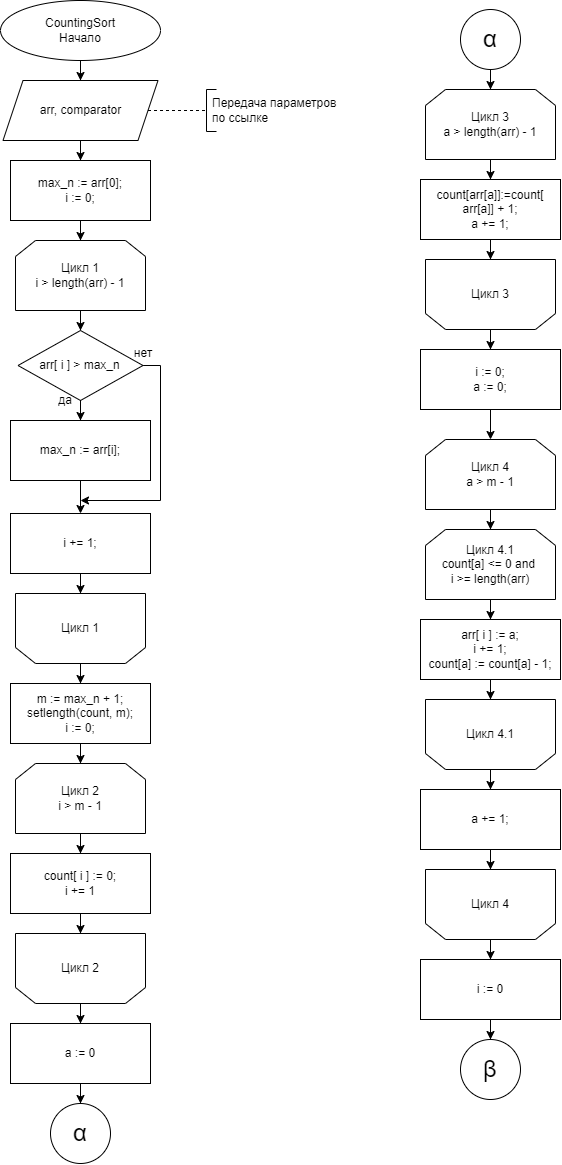 CountingSort
Начало
arr, comparator
Передача параметров
по ссылке
max_n := arr[0];
i := 0;
Цикл 1
i > length(arr) - 1
arr[ i ] > max_n
нет
да
max_n := arr[i];
i += 1;
Цикл 1
m := max_n + 1;
setlength(count, m);
i := 0;
Цикл 2
i > m - 1
count[ i ] := 0;
i += 1
Цикл 2
a := 0
α
α
Цикл 3
a > length(arr) - 1
count[arr[a]]:=count[
arr[a]] + 1;
a += 1;
Цикл 3
i := 0;
a := 0;
Цикл 4
a > m - 1
Цикл 4.1
count[a] <= 0 and
i >= length(arr)
arr[ i ] := a;
i += 1;
count[a] := count[a] - 1;
Цикл 4.1
a += 1;
Цикл 4
i := 0
β